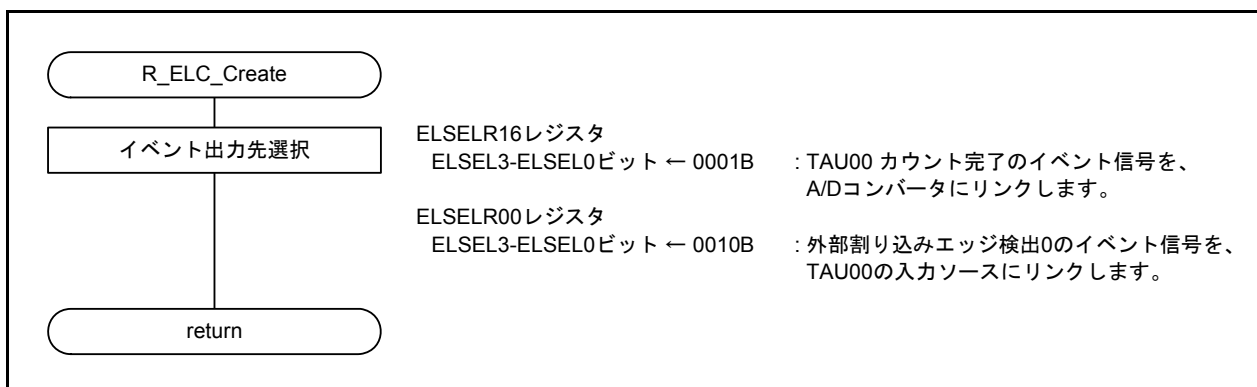 R_ELC_Create
イベント出力先選択
ELSELR16レジスタ
ELSEL3-ELSEL0ビット ← 0001B : TAU00 カウント完了のイベント信号を、
A/Dコンバータにリンクします。
ELSELR00レジスタ
ELSEL3-ELSEL0ビット ← 0010B : 外部割り込みエッジ検出0のイベント信号を、
TAU00の入力ソースにリンクします。
return